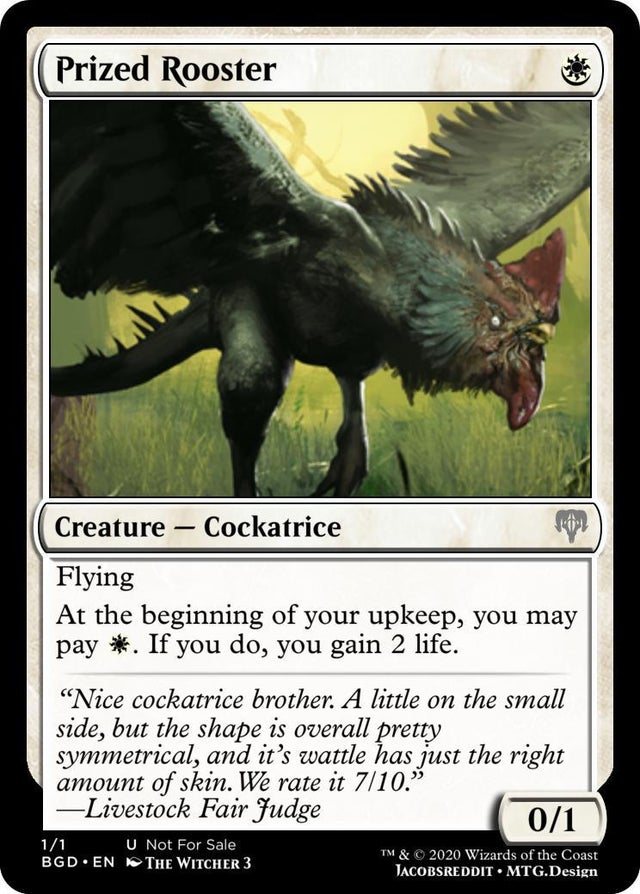 Prized Rooster
Creature — Cockatrice
Flying
At the beginning of your upkeep, you may
pay . If you do, you gain 2 life.
“Nice cockatrice brother. A little on the small
side, but the shape is overall pretty
symmetrical, and it’s wattle has just the right
amount of skin. We rate it 7/10.”
—Livestock Fair Judge
0/1
1/1 U Not For Sale
BGD • EN The Witcher 3
™ & © 2020 Wizards of the Coast
Jacobsreddit • MTG.Design